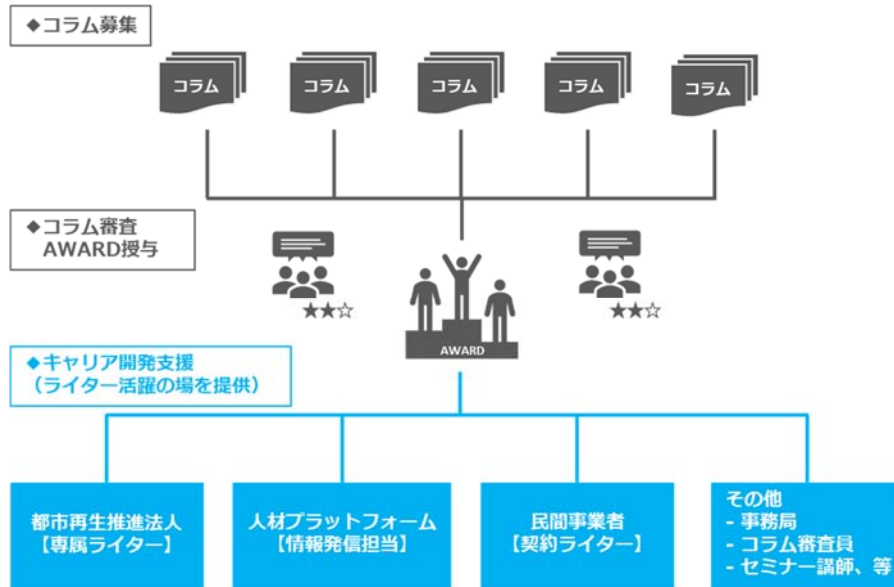 ◆コラム募集
コラム
コラム
コラム
コラム
コラム
◆コラム審査
AWARD授与
★★☆
★★☆
AWARD
◆キャリア開発支援
（ライター活躍の場を提供）
都市再生推進法人
【専属ライター】
人材プラットフォーム
【情報発信担当】
民間事業者
【契約ライター】
その他
- 事務局
- コラム審査員
- セミナー講師、等